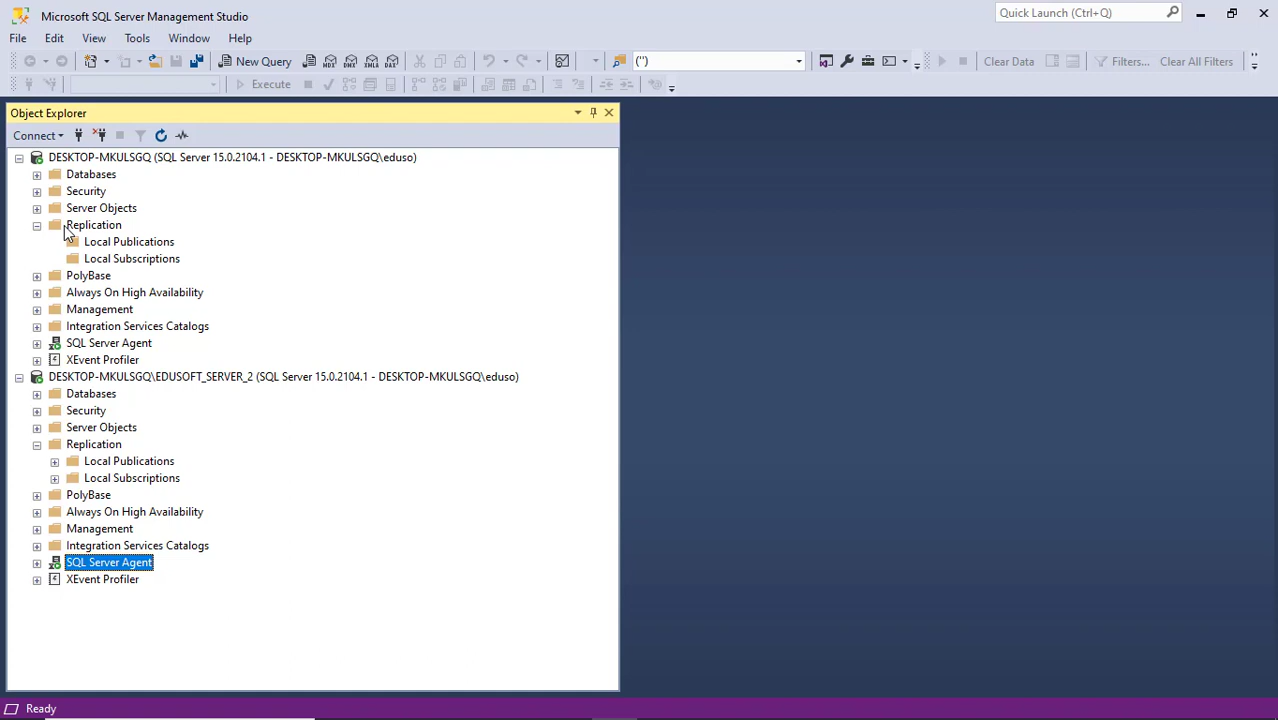 Microsoft SQL Server Management Studio
Quick Launch (Ctrl+Q)
File Edit View Tools Window Help
New Query
MDX DMX XMLA DAX
('')
Clear Data
Filters...
Clear All Filters
Execute
Object Explorer
Connect
DESKTOP-MKULSGQ (SQL Server 15.0.2104.1 - DESKTOP-MKULSGQ\eduso)
Databases
Security
Server Objects
Replication
Local Publications
Local Subscriptions
PolyBase
Always On High Availability
Management
Integration Services Catalogs
SQL Server Agent
XEvent Profiler
DESKTOP-MKULSGQ\EDUSOFT_SERVER_2 (SQL Server 15.0.2104.1 - DESKTOP-MKULSGQ\eduso)
Databases
Security
Server Objects
Replication
Local Publications
Local Subscriptions
PolyBase
Always On High Availability
Management
Integration Services Catalogs
SQL Server Agent
XEvent Profiler
Ready